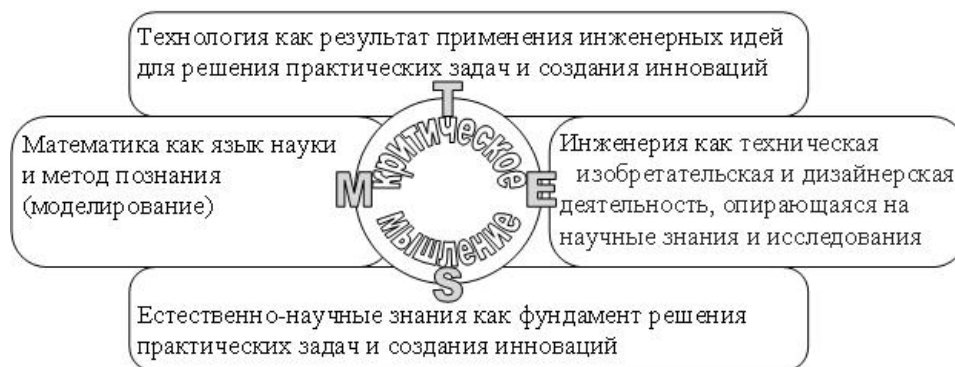 Технология как результат применения инженерных идей
для решения практических задач и создания инноваций
T
Математика как язык науки
и метод познания
(моделирование)
M
критическое
мышление
E
Инженерия как техническая
изобретательская и дизайнерская
деятельность, опирающаяся на
научные знания и исследования
S
Естественно-научные знания как фундамент решения
практических задач и создания инноваций